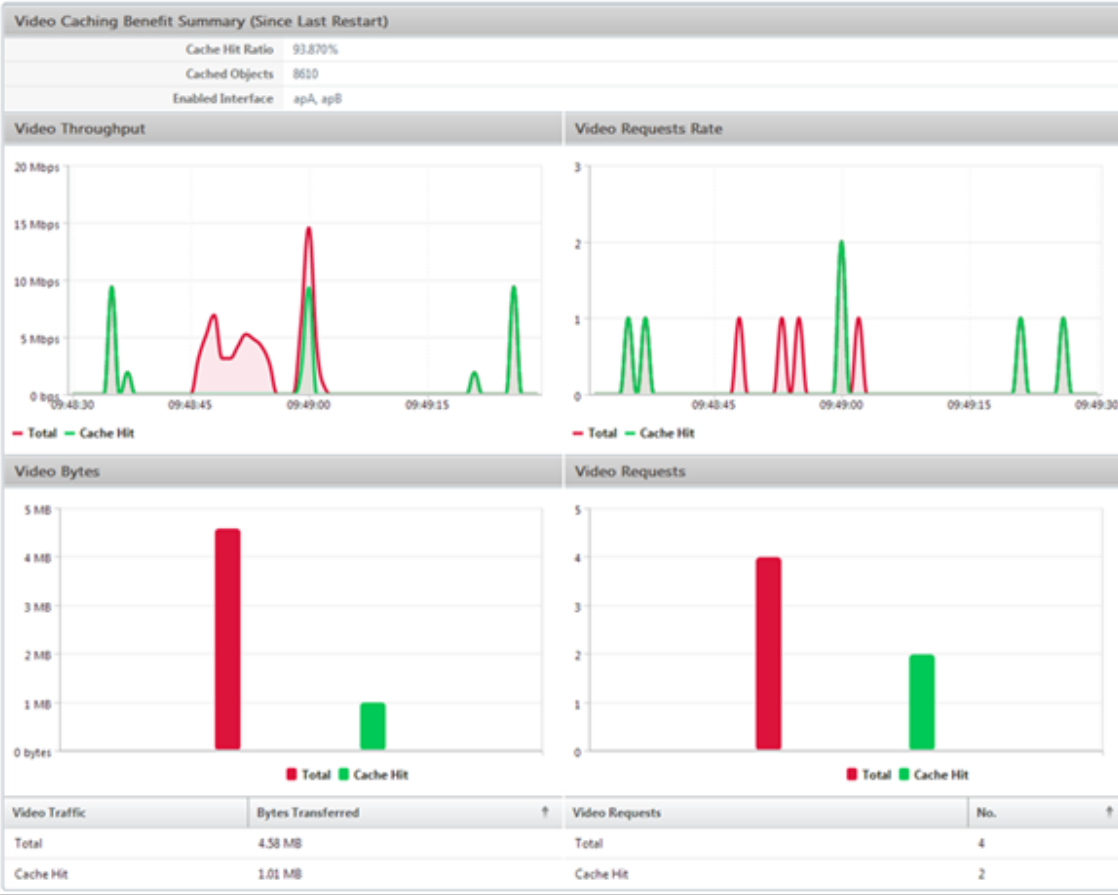 Video Caching Benefit Summary (Since Last Restart)
Cache Hit Ratio 93.870%
Cached Objects 8610
Enabled Interface apA, apB
Video Throughput
20 Mbps
15 Mbps
10 Mbps
5 Mbps
0 bps
09:48:30 09:48:45 09:49:00 09:49:15
Total Cache Hit
Video Requests Rate
3
2
1
0
09:48:45 09:49:00 09:49:15 09:49:30
Total Cache Hit
Video Bytes
5 MB
4 MB
3 MB
2 MB
1 MB
0 bytes
Total Cache Hit
Video Requests
5
4
3
2
1
0
Total Cache Hit
Video Traffic Bytes Transferred ↑
Total 4.58 MB
Cache Hit 1.01 MB
Video Requests No. ↑
Total 4
Cache Hit 2